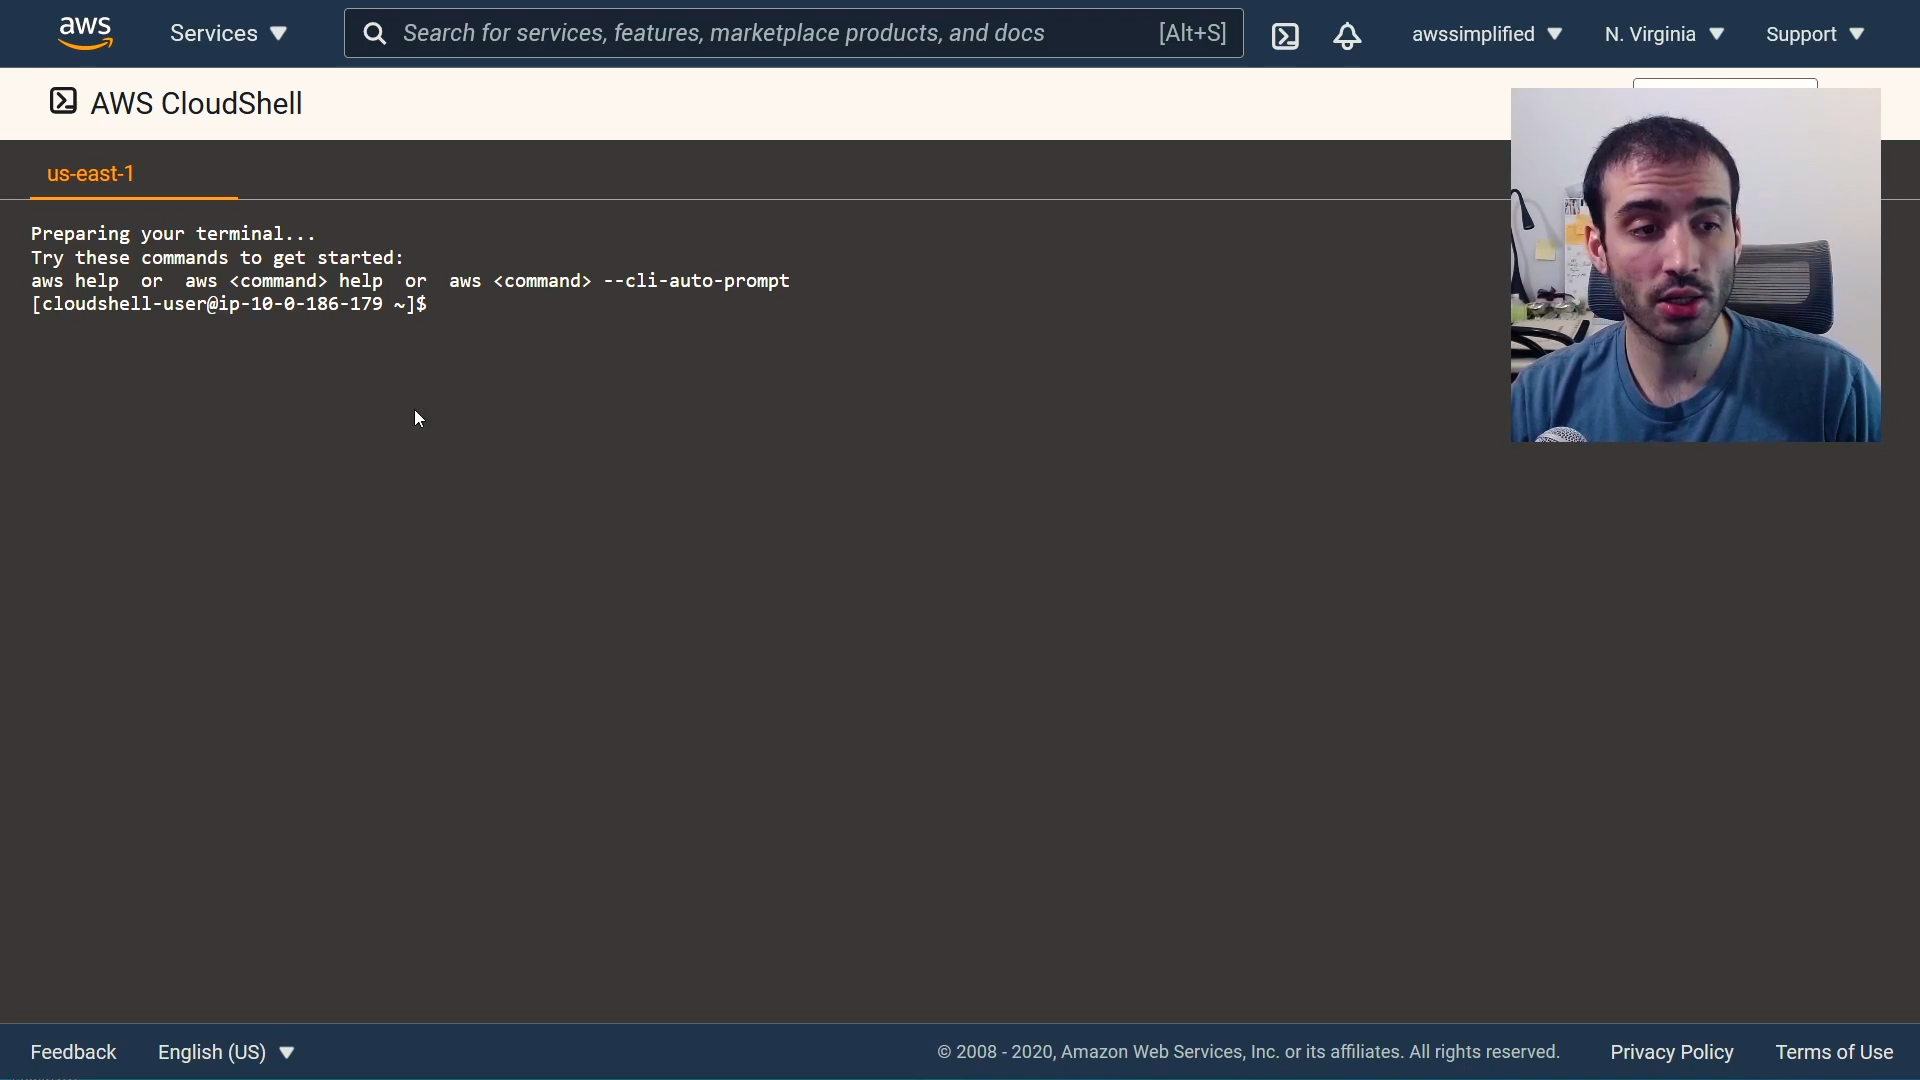 aws
Services
Search for services, features, marketplace products, and docs
[Alt+S]
awssimplified
N. Virginia
Support
AWS CloudShell
us-east-1
Preparing your terminal...
Try these commands to get started:
aws help  or  aws <command> help  or  aws <command> --cli-auto-prompt
[cloudshell-user@ip-10-0-186-179 ~]$
Feedback
English (US)
© 2008 - 2020, Amazon Web Services, Inc. or its affiliates. All rights reserved.
Privacy Policy
Terms of Use